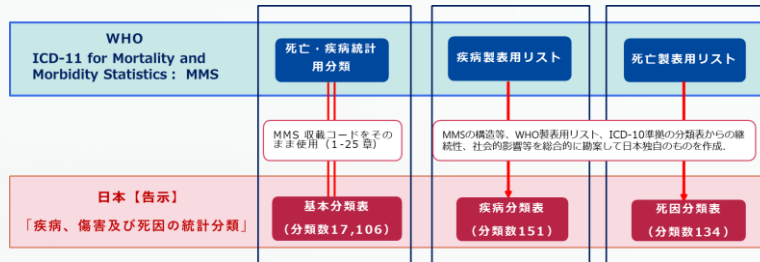 WHO
ICD-11 for Mortality and
Morbidity Statistics： MMS
死亡・疾病統計
用分類
疾病製表用リスト
死亡製表用リスト
MMS 収載コードをその
まま使用（1-25 章）
MMSの構造等、WHO製表用リスト、ICD-10準拠の分類表からの継
続性、社会的影響等を総合的に勘案して日本独自のものを作成.
日本【告示】
「疾病、傷害及び死因の統計分類」
基本分類表
（分類数17,106）
疾病分類表
（分類数151）
死因分類表
（分類数134）